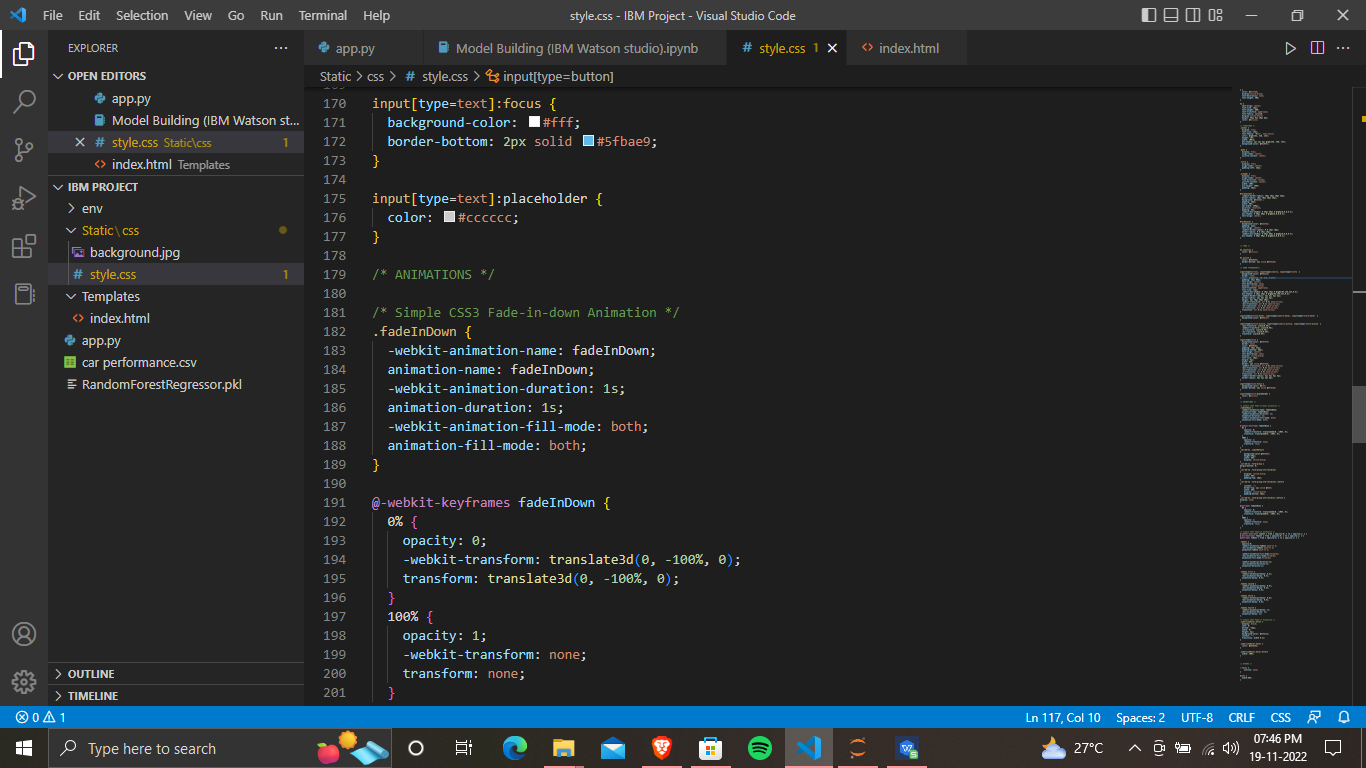 File Edit Selection View Go Run Terminal Help
style.css - IBM Project - Visual Studio Code
EXPLORER
OPEN EDITORS
app.py
Model Building (IBM Watson st...
style.css Static\css 1
index.html Templates
IBM PROJECT
env
Static\css
background.jpg
style.css 1
Templates
index.html
app.py
car performance.csv
RandomForestRegressor.pkl
OUTLINE
TIMELINE
app.py
Model Building (IBM Watson studio).ipynb
style.css 1
index.html
Static > css > # style.css > input[type=button]
170 input[type=text]:focus {
171 background-color: #fff;
172 border-bottom: 2px solid #5fbae9;
173 }
174
175 input[type=text]:placeholder {
176 color: #cccccc;
177 }
178
179 /* ANIMATIONS */
180
181 /* Simple CSS3 Fade-in-down Animation */
182 .fadeInDown {
183 -webkit-animation-name: fadeInDown;
184 animation-name: fadeInDown;
185 -webkit-animation-duration: 1s;
186 animation-duration: 1s;
187 -webkit-animation-fill-mode: both;
188 animation-fill-mode: both;
189 }
190
191 @-webkit-keyframes fadeInDown {
192 0% {
193 opacity: 0;
194 -webkit-transform: translate3d(0, -100%, 0);
195 transform: translate3d(0, -100%, 0);
196 }
197 100% {
198 opacity: 1;
199 -webkit-transform: none;
200 transform: none;
201 }
0 1
Ln 117, Col 10 Spaces: 2 UTF-8 CRLF CSS
Type here to search
27°C
07:46 PM
19-11-2022